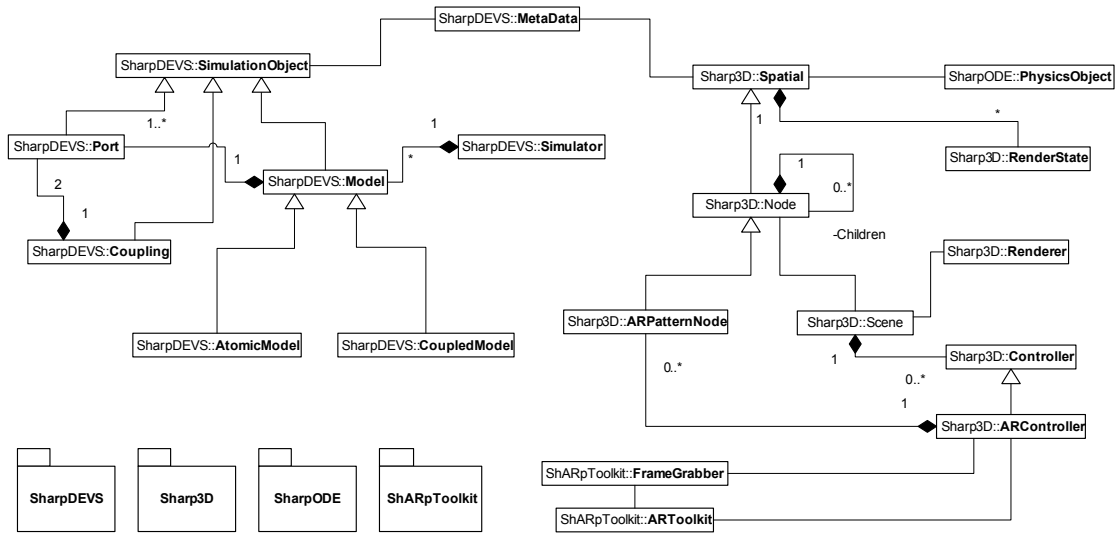 SharpDEVS::MetaData
SharpDEVS::SimulationObject
Sharp3D::Spatial
SharpODE::PhysicsObject
1..*
1
*
SharpDEVS::Port
1
1
*
SharpDEVS::Simulator
Sharp3D::RenderState
2
SharpDEVS::Model
1
0..*
1
Sharp3D::Node
SharpDEVS::Coupling
-Children
Sharp3D::Renderer
Sharp3D::ARPatternNode
Sharp3D::Scene
SharpDEVS::AtomicModel
SharpDEVS::CoupledModel
1
Sharp3D::Controller
0..*
0..*
1
Sharp3D::ARController
SharpDEVS
Sharp3D
SharpODE
ShARpToolkit
ShARpToolkit::FrameGrabber
ShARpToolkit::ARToolkit